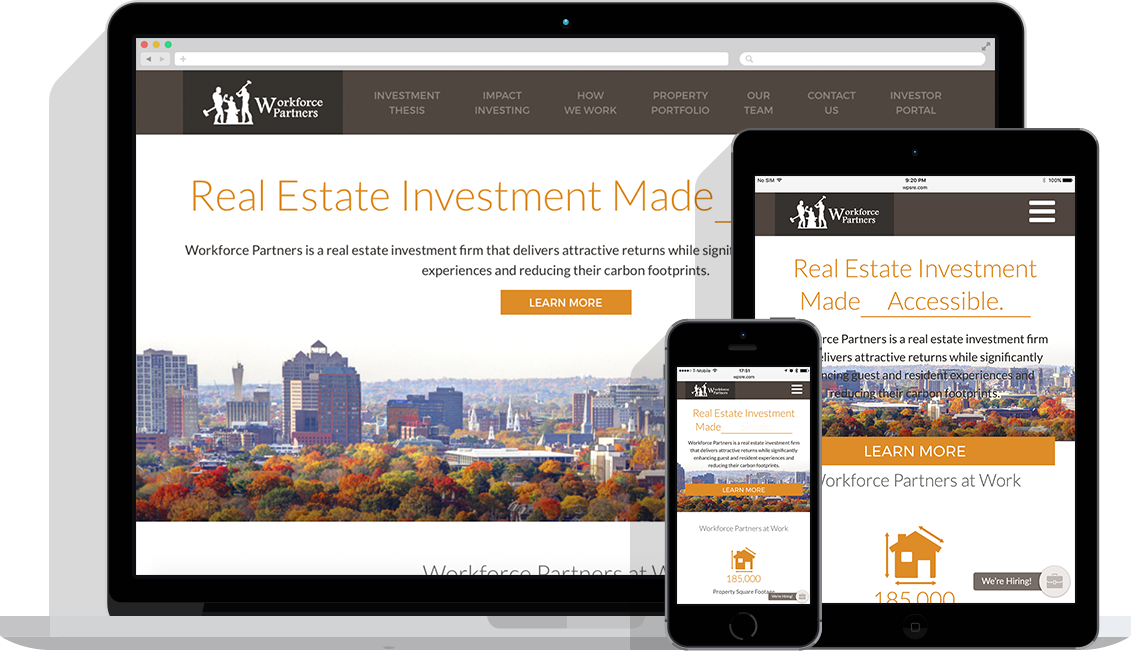 Workforce
Partners
INVESTMENT
THESIS
IMPACT
INVESTING
HOW
WE WORK
PROPERTY
PORTFOLIO
OUR
TEAM
CONTACT
US
INVESTOR
PORTAL
Real Estate Investment Made_
Workforce Partners is a real estate investment firm that delivers attractive returns while
experiences and reducing their carbon footprints.
LEARN MORE
Workforce Partners at
No SIM 9:20 PM 100%
wpsre.com
Workforce
Partners
Real Estate Investment
Made Accessible.
Partners is a real estate investment firm
delivers attractive returns while significantly
guest and resident experiences and
reducing their carbon footprints.
LEARN MORE
Workforce Partners at Work
185,000
We're Hiring!
T-Mobile 17:51
wpsre.com
Workforce
Partners
Real Estate Investment
Made
Workforce Partners is a real estate investment firm
that delivers attractive returns while significantly
enhancing guest and resident experiences and
reducing their carbon footprints.
LEARN MORE
Workforce Partners at Work
185,000
Property Square Footage
We're Hiring!